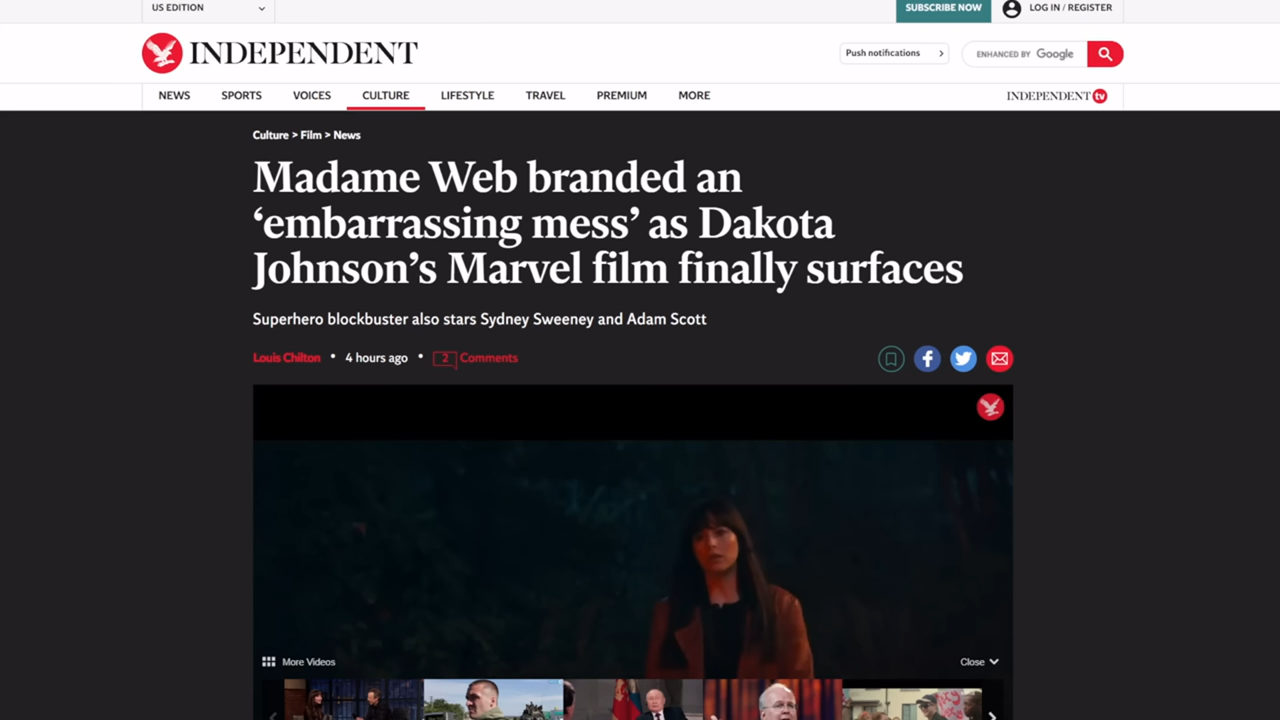 US EDITION
SUBSCRIBE NOW
LOG IN / REGISTER
INDEPENDENT
Push notifications
ENHANCED BY Google
NEWS
SPORTS
VOICES
CULTURE
LIFESTYLE
TRAVEL
PREMIUM
MORE
INDEPENDENT tv
Culture > Film > News
Madame Web branded an
‘embarrassing mess’ as Dakota
Johnson’s Marvel film finally surfaces
Superhero blockbuster also stars Sydney Sweeney and Adam Scott
Louis Chilton • 4 hours ago • 2 Comments
More Videos
Close